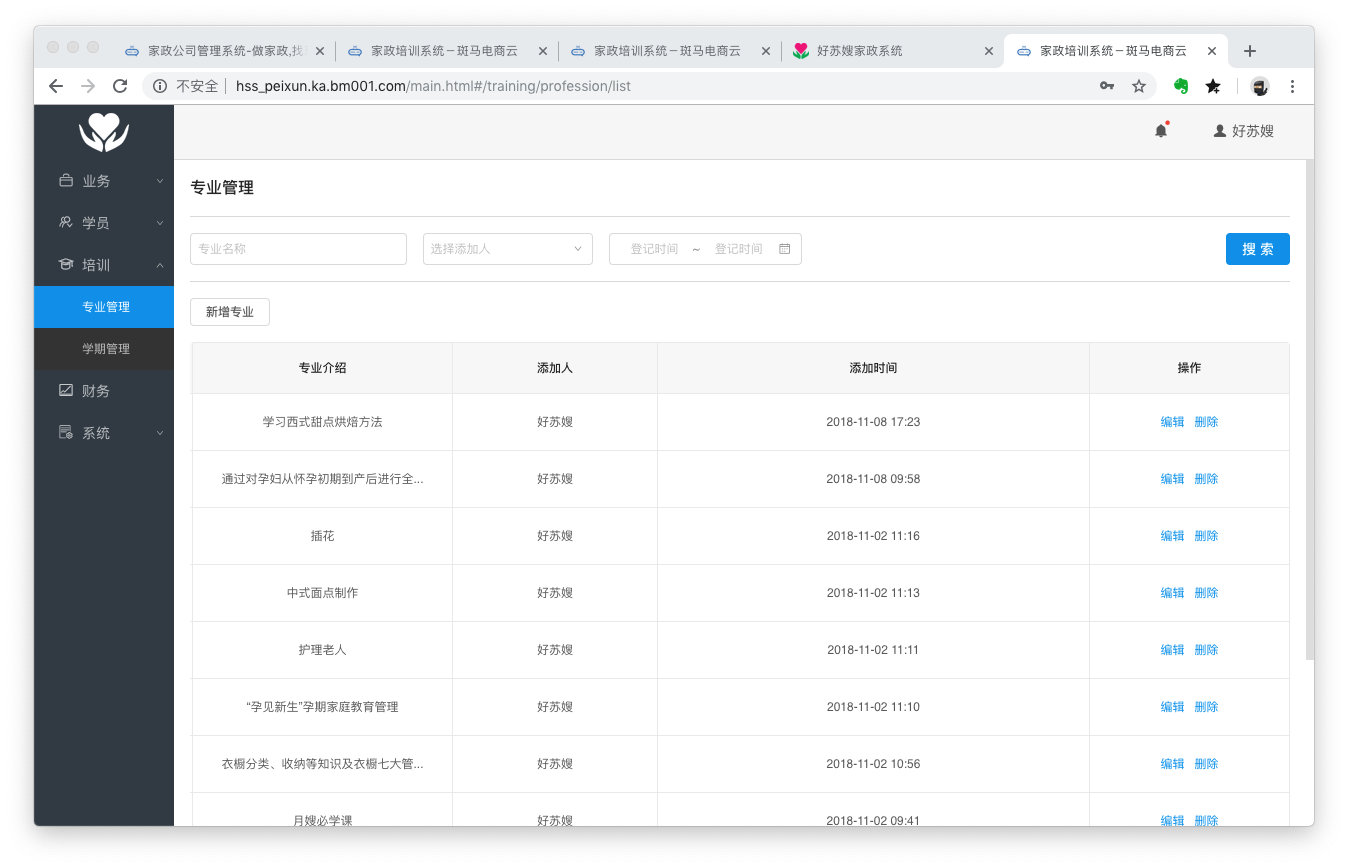 家政公司管理系统-做家政,找
家政培训系统－斑马电商云
家政培训系统－斑马电商云
好苏嫂家政系统
家政培训系统－斑马电商云
不安全 hss_peixun.ka.bm001.com/main.html#/training/profession/list
好苏嫂
业务
学员
培训
专业管理
学期管理
财务
系统
专业管理
专业名称 选择添加人 登记时间 ~ 登记时间 搜 索
新增专业
专业介绍 添加人 添加时间 操作
学习西式甜点烘焙方法 好苏嫂 2018-11-08 17:23 编辑 删除
通过对孕妇从怀孕初期到产后进行全... 好苏嫂 2018-11-08 09:58 编辑 删除
插花 好苏嫂 2018-11-02 11:16 编辑 删除
中式面点制作 好苏嫂 2018-11-02 11:13 编辑 删除
护理老人 好苏嫂 2018-11-02 11:11 编辑 删除
“孕见新生”孕期家庭教育管理 好苏嫂 2018-11-02 11:10 编辑 删除
衣橱分类、收纳等知识及衣橱七大管... 好苏嫂 2018-11-02 10:56 编辑 删除
月嫂必学课 好苏嫂 2018-11-02 09:41 编辑 删除